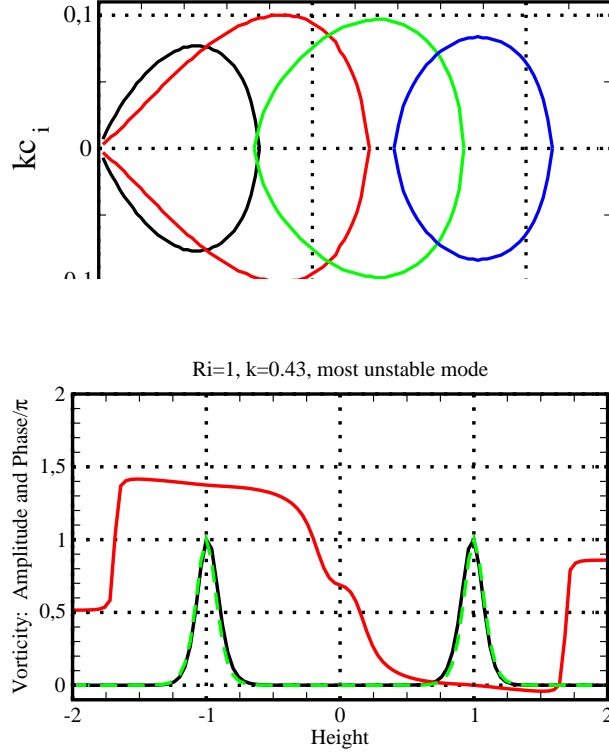 0.1
kc i
0
0.1
Ri=1, k=0.43, most unstable mode
Vorticity: Amplitude and Phase/π
2
1,5
1
0,5
0
-2 -1 0 1 2
Height